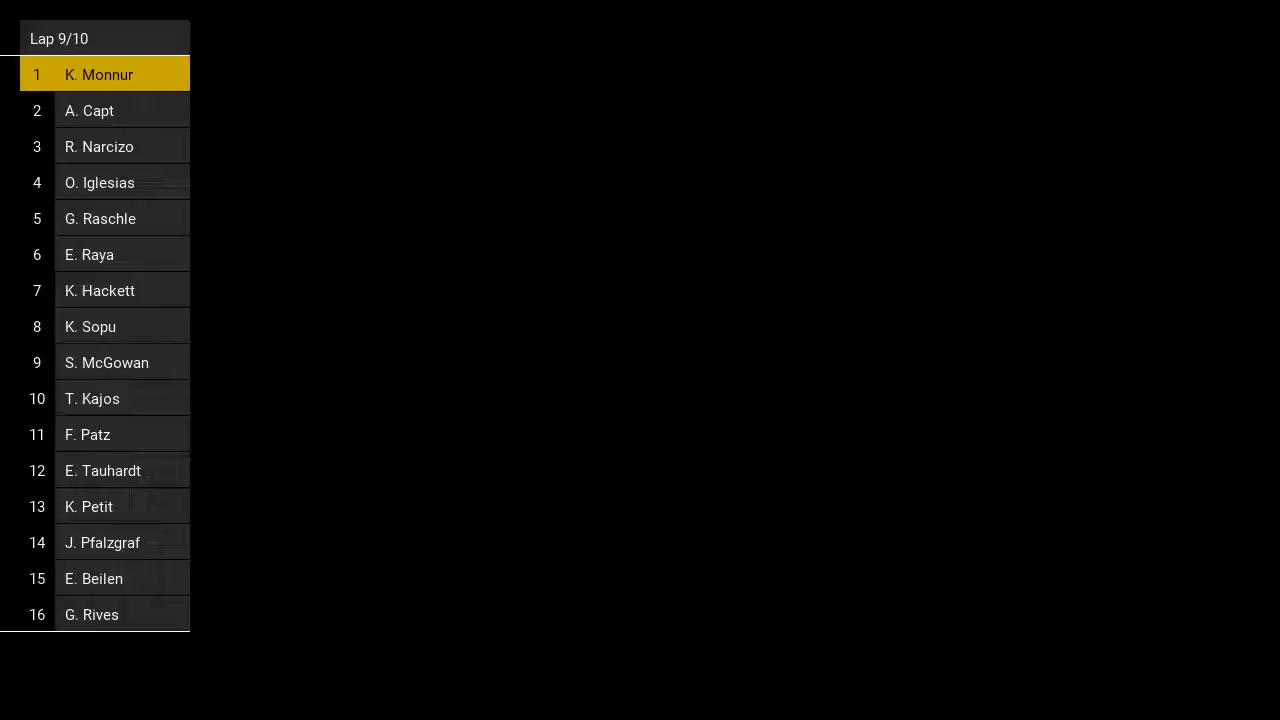 Lap 9/10
1 K. Monnur
2 A. Capt
3 R. Narcizo
4 O. Iglesias
5 G. Raschle
6 E. Raya
7 K. Hackett
8 K. Sopu
9 S. McGowan
10 T. Kajos
11 F. Patz
12 E. Tauhardt
13 K. Petit
14 J. Pfalzgraf
15 E. Beilen
16 G. Rives